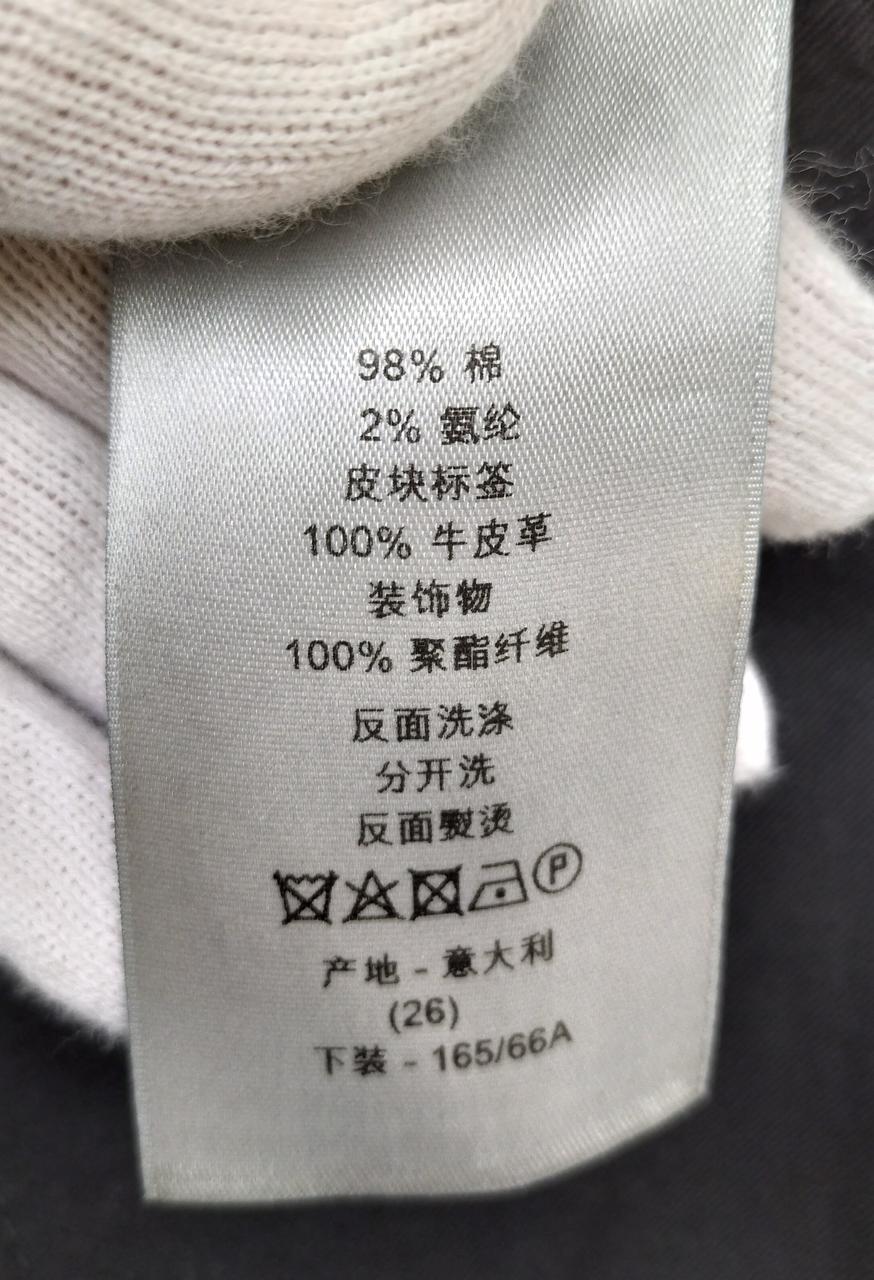 98% 棉
2% 氨纶
皮块标签
100% 牛皮革
装饰物
100% 聚酯纤维
反面洗涤
分开洗
反面熨烫
P
产地 - 意大利
(26)
下装 - 165/66A